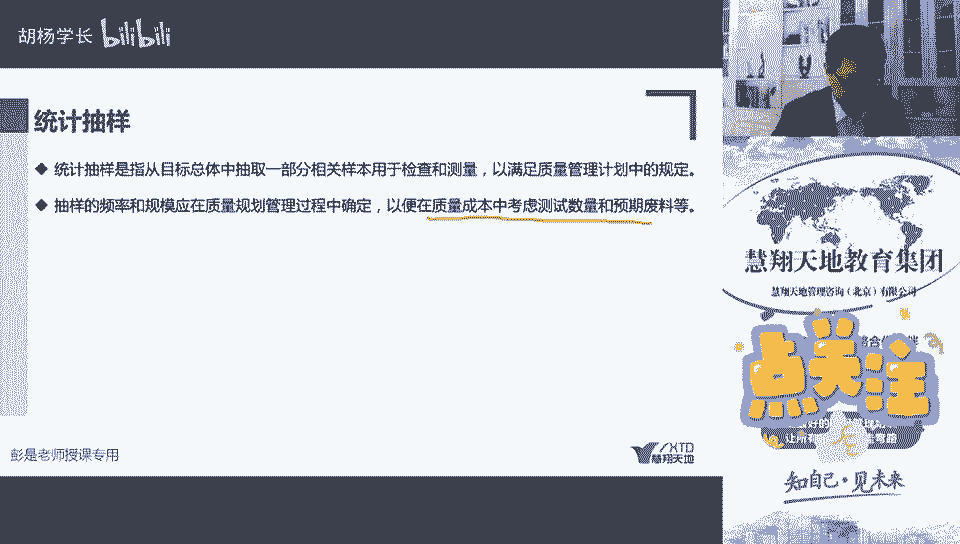 胡杨学长 bilibili
统计抽样
◆ 统计抽样是指从目标总体中抽取一部分相关样本用于检查和测量，以满足质量管理计划中的规定。
◆ 抽样的频率和规模应在质量规划管理过程中确定，以便在质量成本中考虑测试数量和预期废料等。
慧翔天地教育集团
慧翔天地管理咨询（北京）有限公司
点关注
知自己·见未来
彭是老师授课专用
慧翔天地